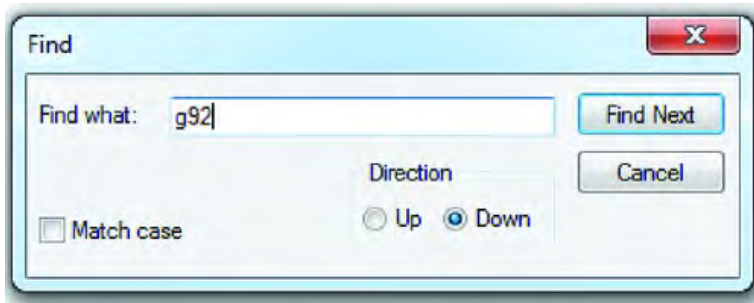 Find
Find what: g92 Find Next
Direction Cancel
Match case Up Down